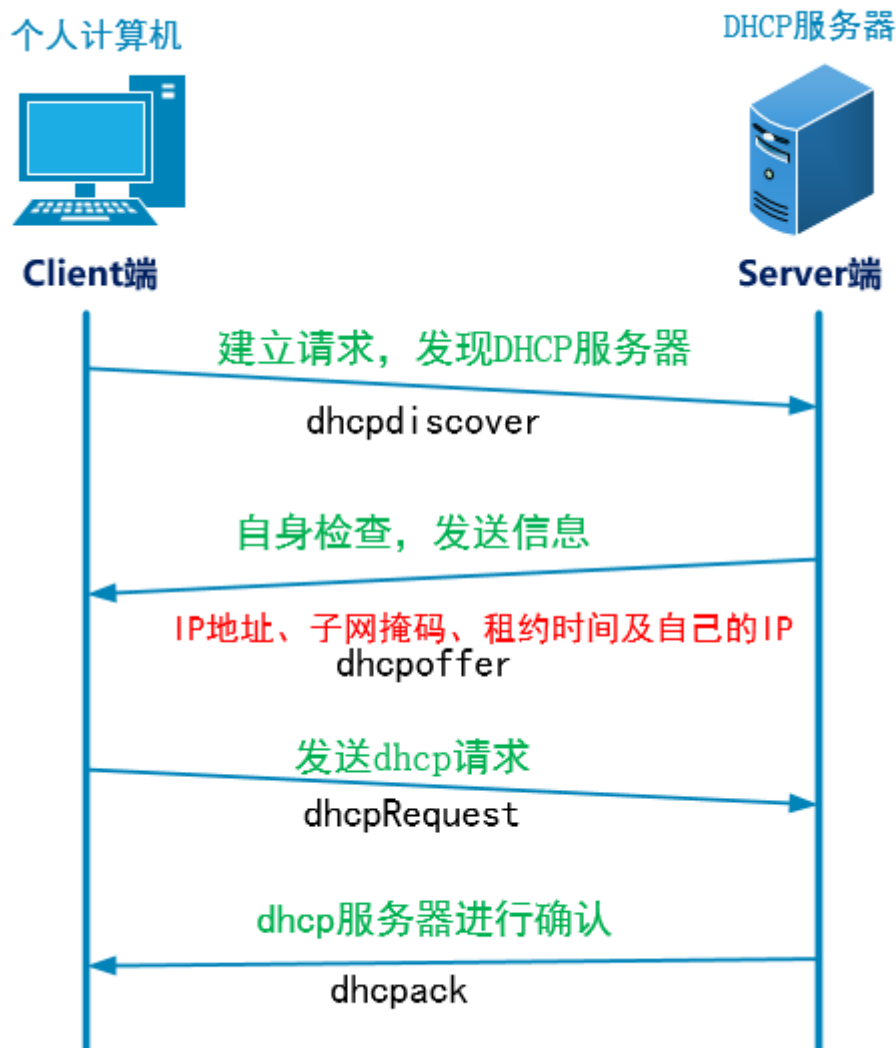 个人计算机
DHCP服务器
Client端
Server端
建立请求，发现DHCP服务器
dhcpdiscover
自身检查，发送信息
IP地址、子网掩码、租约时间及自己的IP
dhcpoffer
发送dhcp请求
dhcpRequest
dhcp服务器进行确认
dhcpack